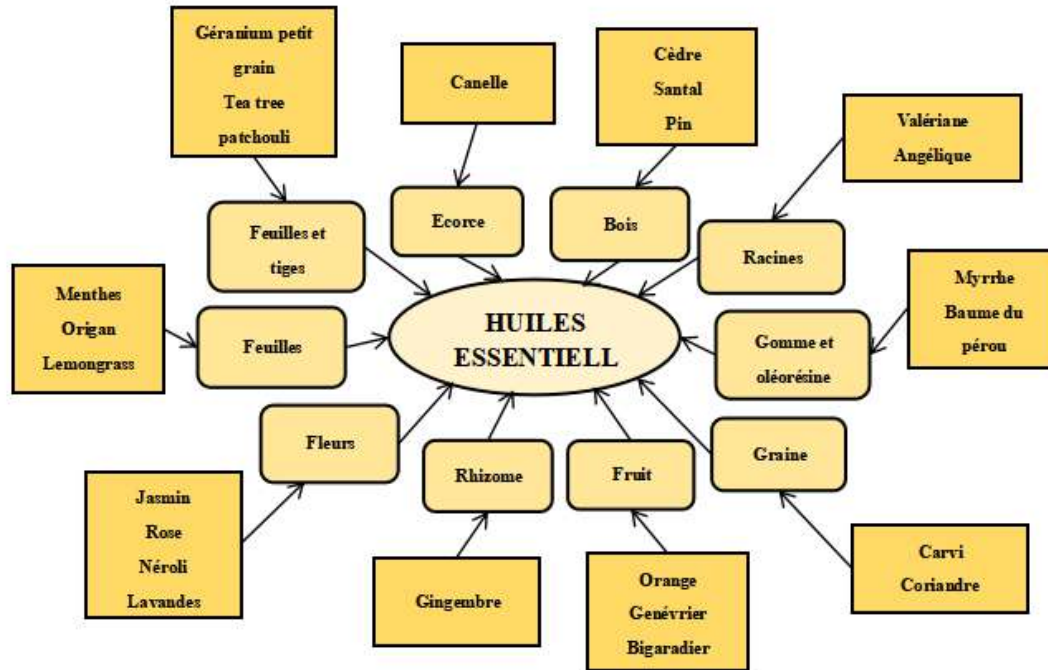 Géranium petit
grain
Tea tree
patchouli
Canelle
Cèdre
Santal
Pin
Valériane
Angélique
Feuilles et
tiges
Ecorce
Bois
Racines
Menthes
Origan
Lemongrass
Feuilles
HUILES
ESSENTIELL
Gomme et
oléorésine
Myrrhe
Baume du
pérou
Fleurs
Rhizome
Fruit
Graine
Jasmin
Rose
Néroli
Lavandes
Gingembre
Orange
Genévrier
Bigaradier
Carvi
Coriandre